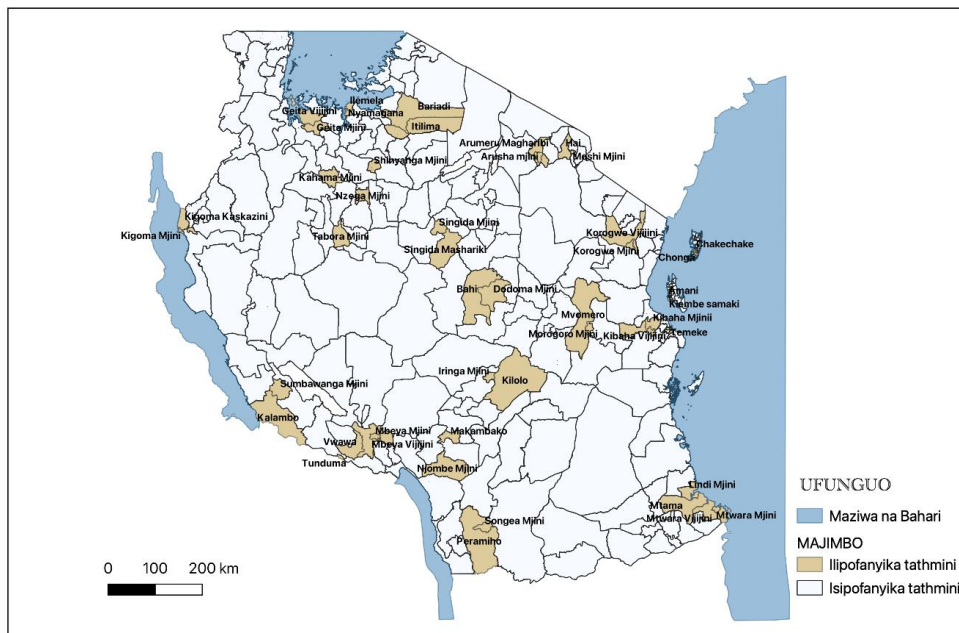 Ilemela
Geita Vijijini
Nyamagana
Bariadi
Geita Mjini
Itilima
Arumeru Magharibi
Hai
Arusha mjini
Moshi Mjini
Shinyanga Mjini
Kahama Mjini
Nzega Mjini
Kigoma Kaskazini
Kigoma Mjini
Singida Mjini
Tabora Mjini
Singida Mashariki
Korogwe Vijijini
Korogwe Mjini
Chakechake
Chonga
Bahi
Dodoma Mjini
Amani
Kiembe samaki
Mvomero
Kibaha Mjinii
Morogoro Mjini
Kibaha Vijijini
Temeke
Iringa Mjini
Kilolo
Sumbawanga Mjini
Kalambo
Mbeya Mjini
Makambako
Vwawa
Mbeya Vijijini
Tunduma
Njombe Mjini
Lindi Mjini
Mtama
Mtwara Mjini
Mtwara Vijijini
Songea Mjini
Peramiho
UFUNGUO
Maziwa na Bahari
MAJIMBO
Ilipofanyika tathmini
Isipofanyika tathmini
0 100 200 km